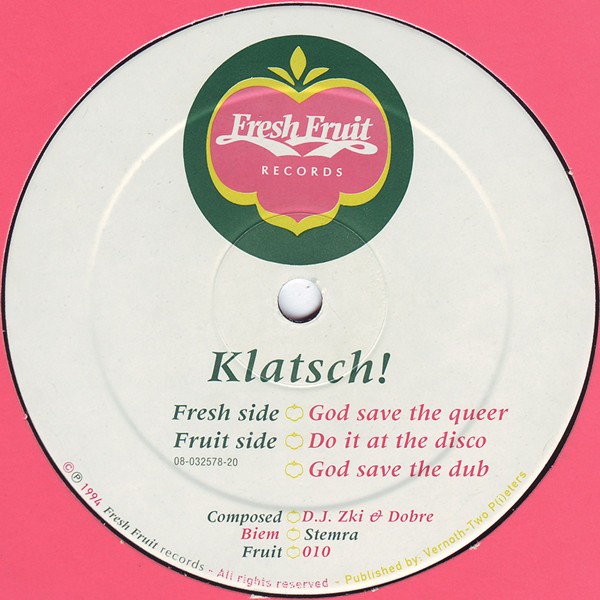 Fresh Fruit
RECORDS
Klatsch!
Fresh side God save the queer
Fruit side Do it at the disco
08-032578-20 God save the dub
Composed D.J. Zki & Dobre
Biem Stemra
Fruit 010
© ℗ 1994 Fresh Fruit records - All rights reserved - Published by: Vernoth-Two Pitjeters